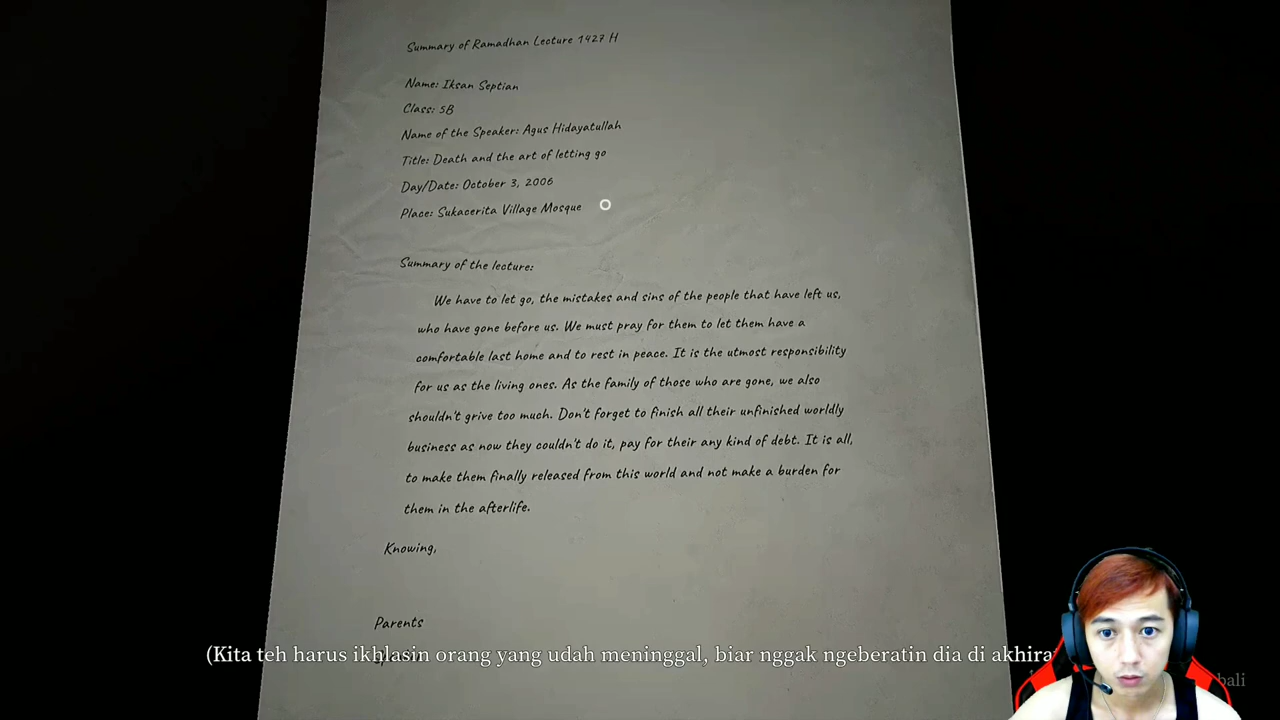 Summary of Ramadhan Lecture 1427 H
Name: Iksan Septian
Class: 5B
Name of the Speaker: Agus Hidayatullah
Title: Death and the art of letting go
Day/Date: October 3, 2006
Place: Sukacerita Village Mosque
Summary of the lecture:
We have to let go, the mistakes and sins of the people that have left us,
who have gone before us. We must pray for them to let them have a
comfortable last home and to rest in peace. It is the utmost responsibility
for us as the living ones. As the family of those who are gone, we also
shouldn't grive too much. Don't forget to finish all their unfinished worldly
business as now they couldn't do it, pay for their any kind of debt. It is all,
to make them finally released from this world and not make a burden for
them in the afterlife.
Knowing,
Parents
(Kita teh harus ikhlasin orang yang udah meninggal, biar nggak ngeberatin dia di
bali